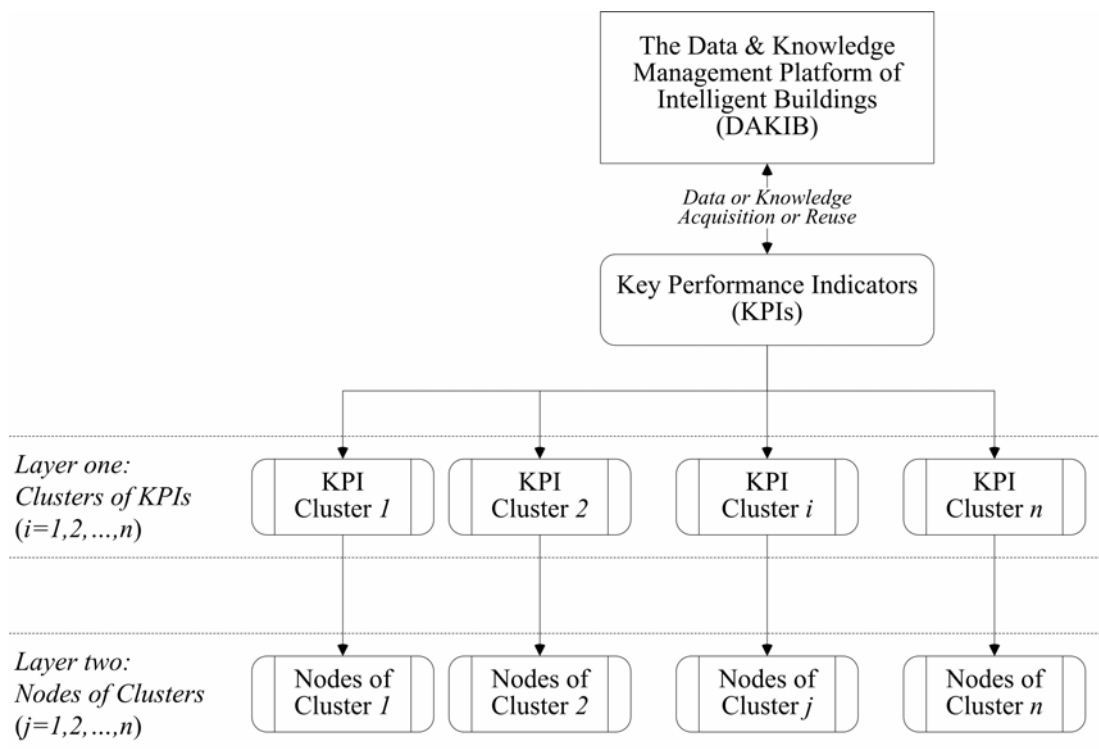 The Data & Knowledge
Management Platform of
Intelligent Buildings
(DAKIB)
Data or Knowledge
Acquisition or Reuse
Key Performance Indicators
(KPIs)
Layer one:
Clusters of KPIs
(i=1,2,…,n)
KPI
Cluster 1
KPI
Cluster 2
KPI
Cluster i
KPI
Cluster n
Layer two:
Nodes of Clusters
(j=1,2,…,n)
Nodes of
Cluster 1
Nodes of
Cluster 2
Nodes of
Cluster j
Nodes of
Cluster n